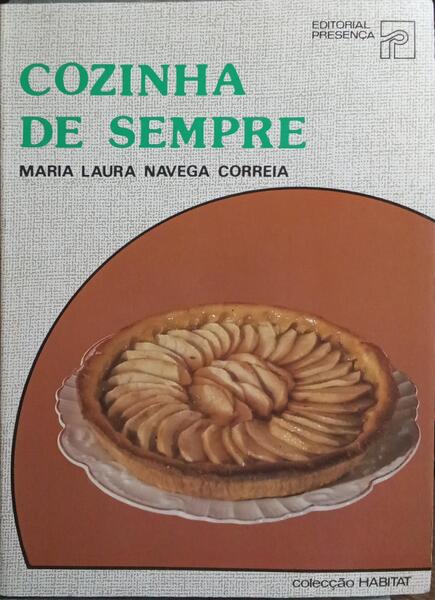 EDITORIAL
PRESENÇA
COZINHA
DE SEMPRE
MARIA LAURA NAVEGA CORREIA
colecção HABITAT